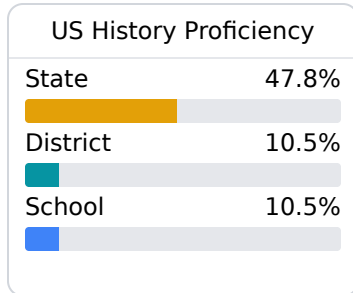 US History Proficiency
State 47.8%
District 10.5%
School 10.5%